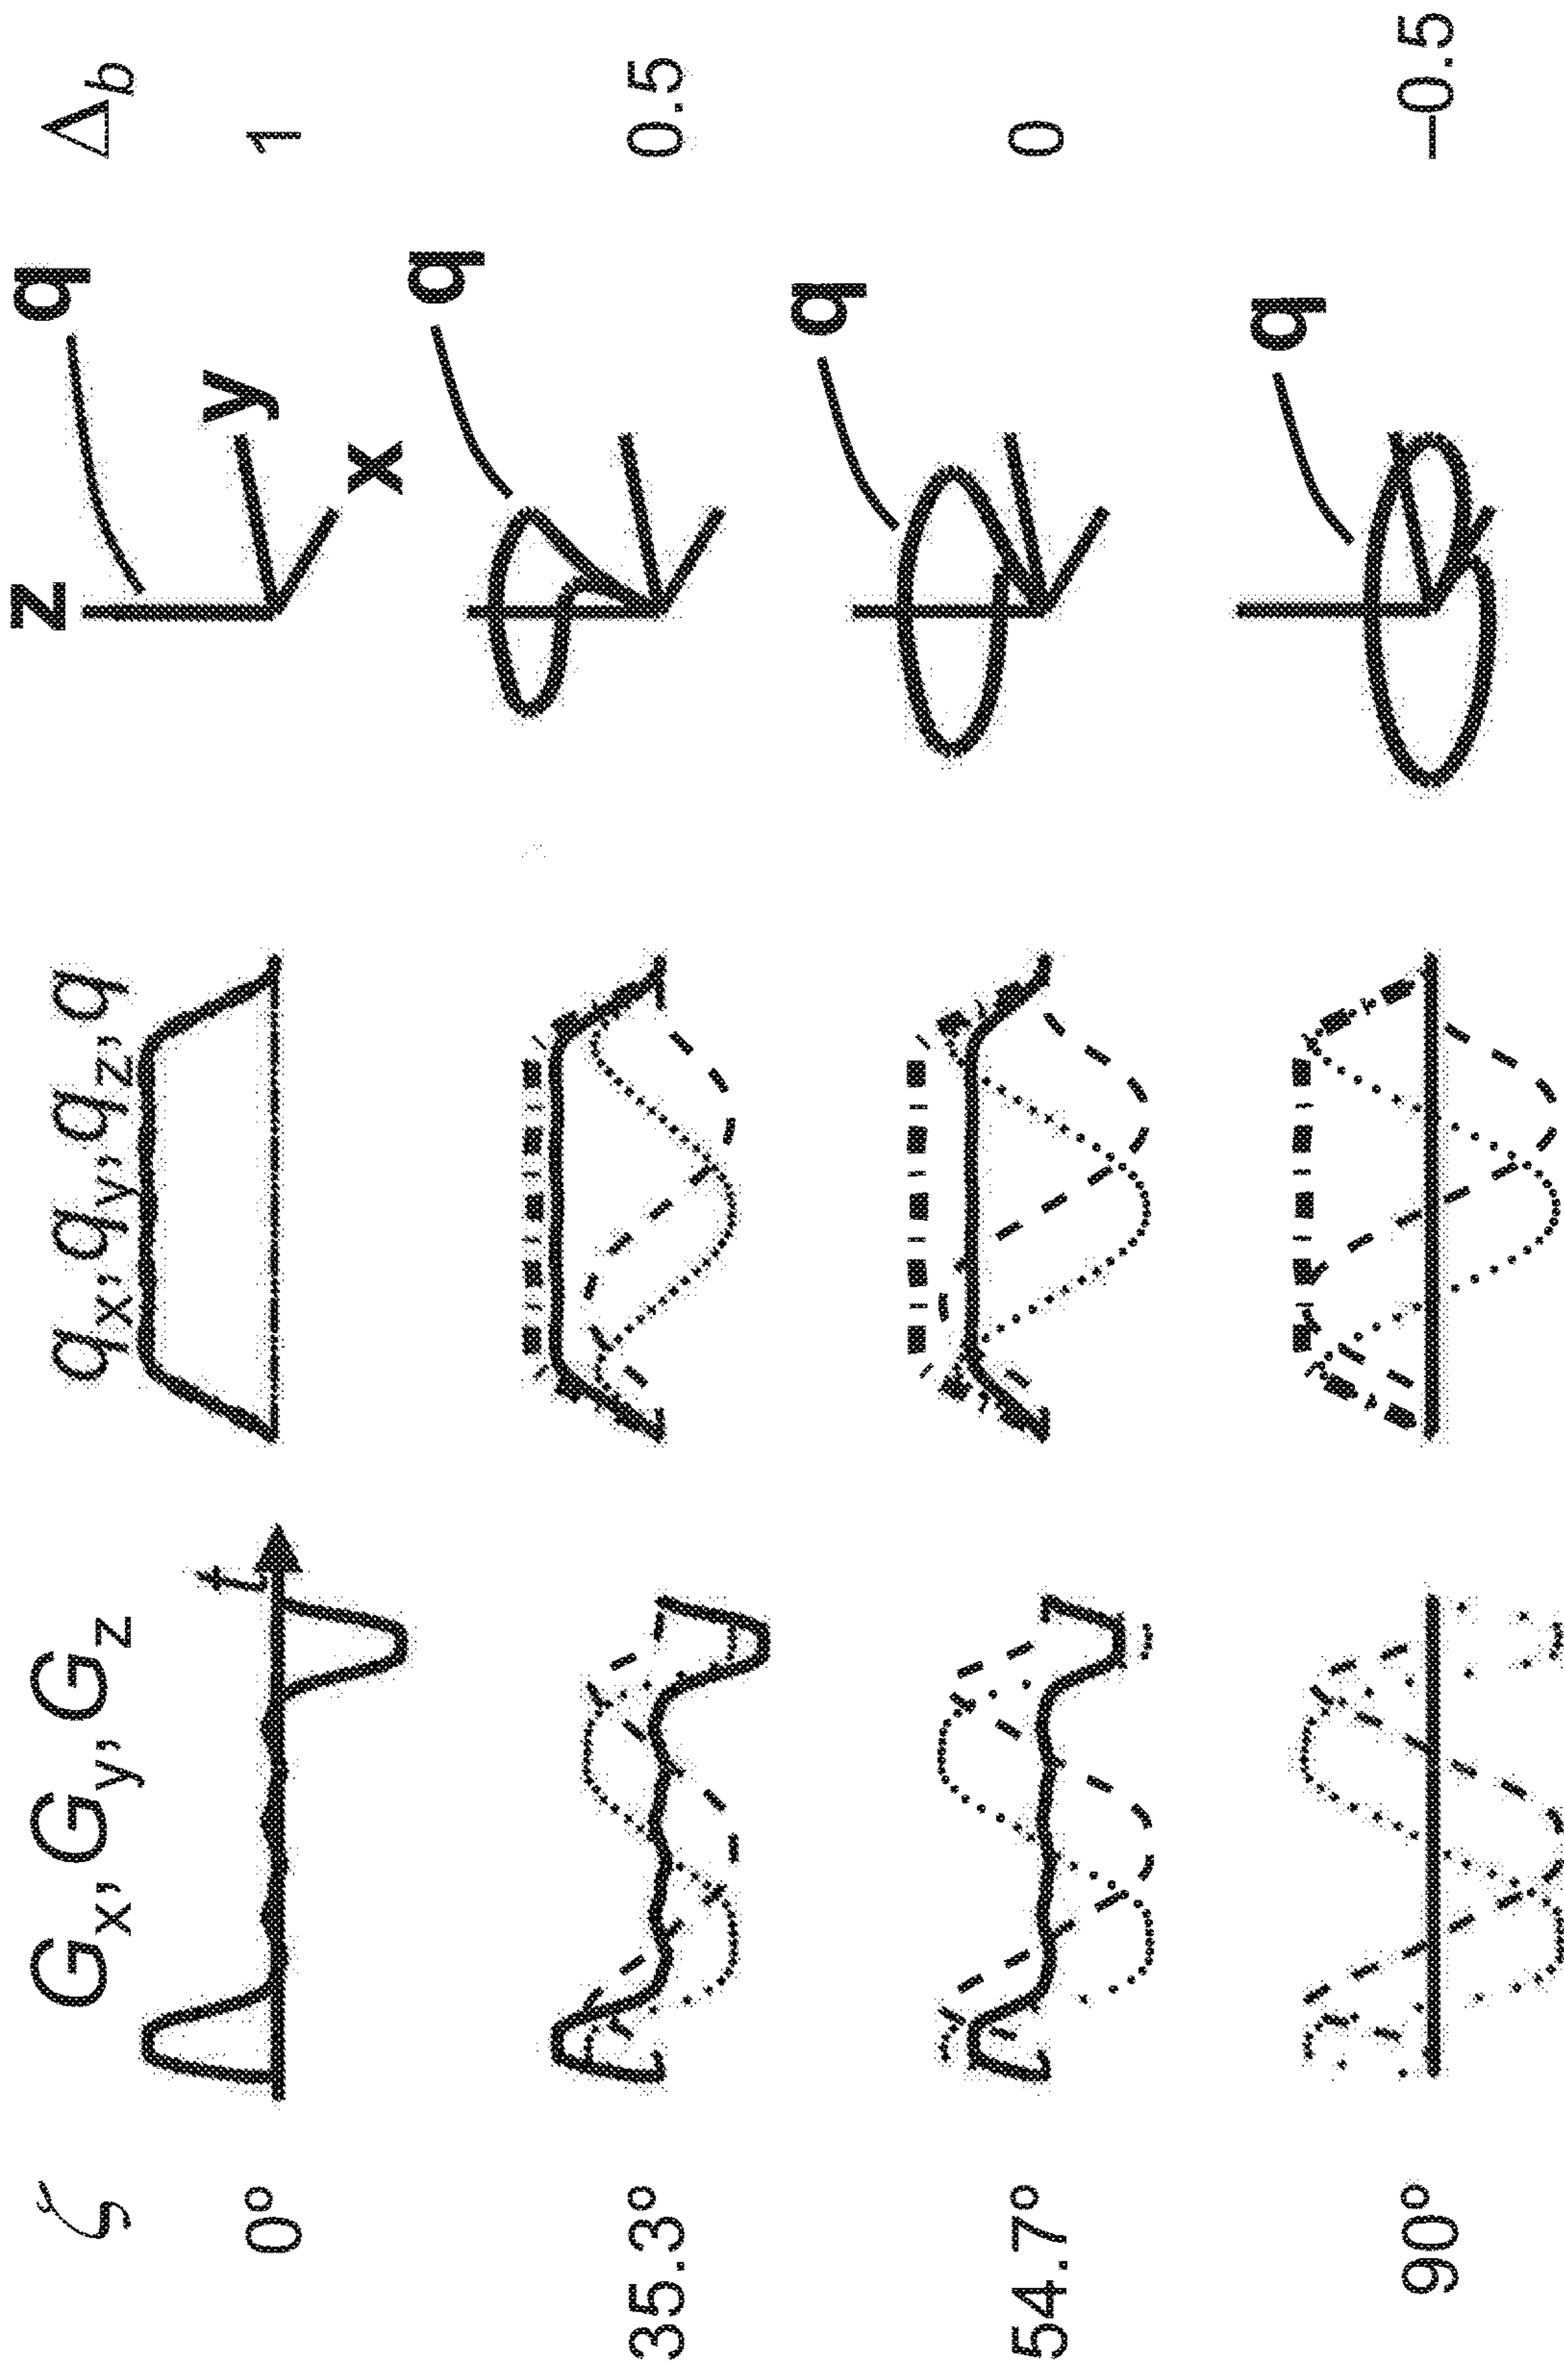 ζ G_x, G_y, G_z q_x, q_y, q_z, q Δ_b
t
z q y x
0° 1
q
35.3° 0.5
q
54.7° 0
q
90° –0.5